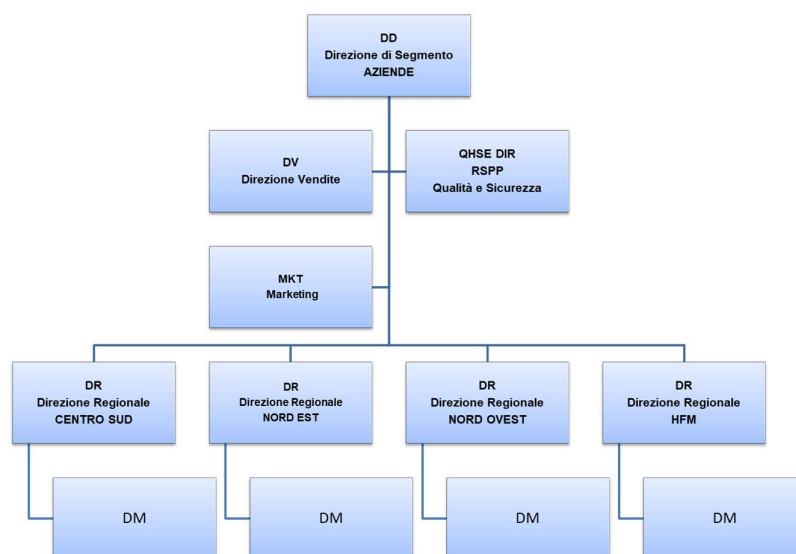 DD
Direzione di Segmento
AZIENDE
DV
Direzione Vendite
QHSE DIR
RSPP
Qualità e Sicurezza
MKT
Marketing
DR
Direzione Regionale
CENTRO SUD
DR
Direzione Regionale
NORD EST
DR
Direzione Regionale
NORD OVEST
DR
Direzione Regionale
HFM
DM
DM
DM
DM